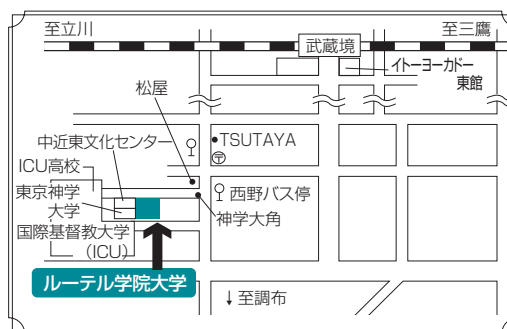 至立川
至三鷹
武蔵境
イトーヨーカドー
東館
松屋
中近東文化センター
TSUTAYA
〒
ICU高校
東京神学
大学
西野バス停
神学大角
国際基督教大学
(ICU)
ルーテル学院大学
↓至調布